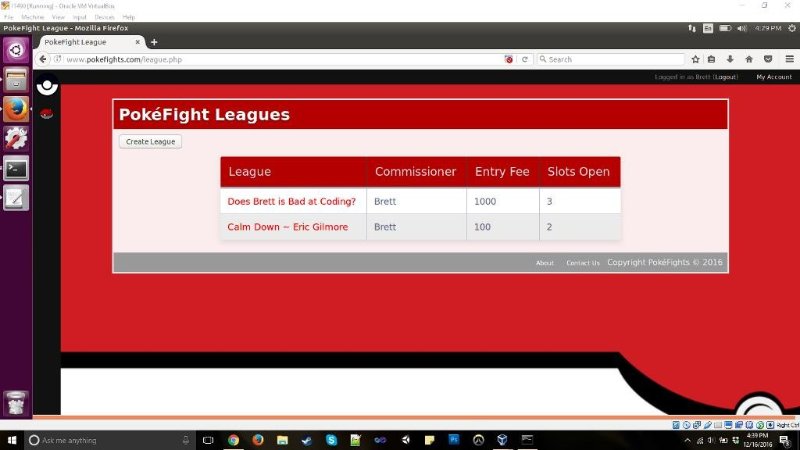 i1490 [Running] - Oracle VM VirtualBox
File Machine View Input Devices Help
PokeFight League - Mozilla Firefox
En
4:39 PM
PokeFight League
www.pokefights.com/league.php
Search
Logged in as Brett (Logout)
My Account
PokéFight Leagues
Create League
League Commissioner Entry Fee Slots Open
Does Brett is Bad at Coding? Brett 1000 3
Calm Down ~ Eric Gilmore Brett 100 2
About Contact Us Copyright PokéFights © 2016
Right Ctrl
Ask me anything
4:39 PM
12/16/2016